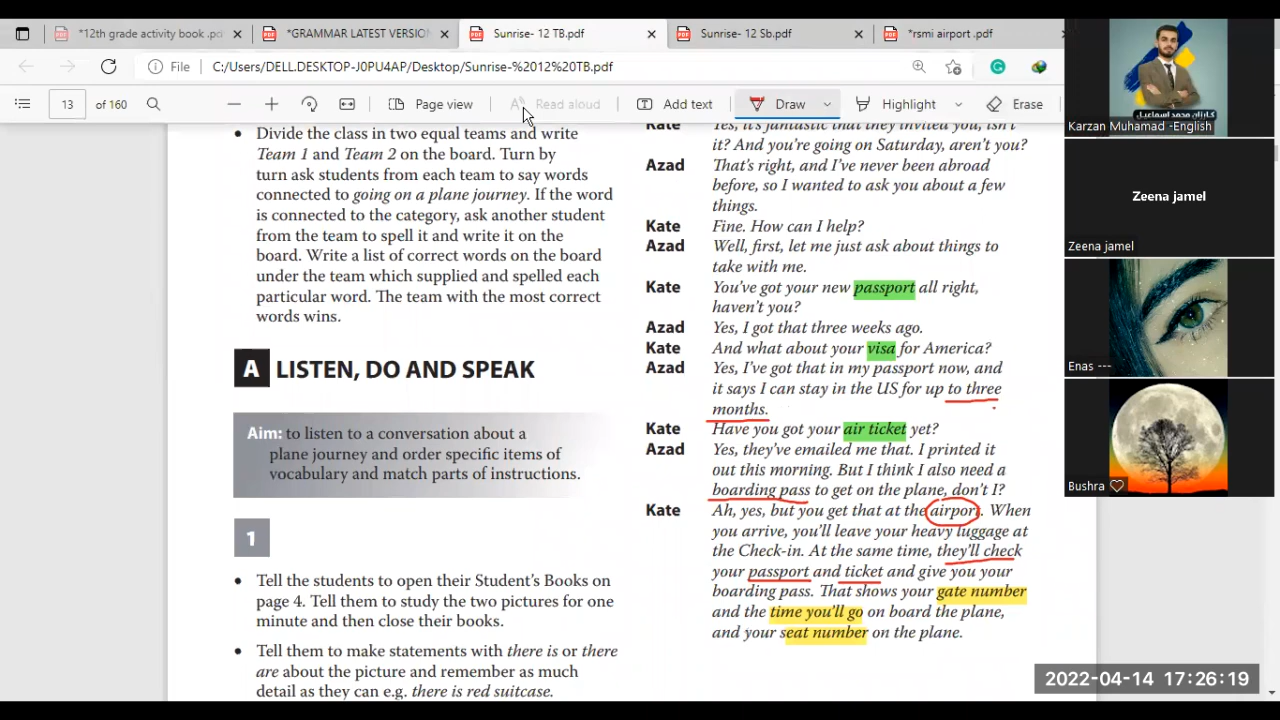 *12th grade activity book .pd
*GRAMMAR LATEST VERSION
Sunrise- 12 TB.pdf
Sunrise- 12 Sb.pdf
*rsmi airport .pdf
File
C:/Users/DELL.DESKTOP-J0PU4AP/Desktop/Sunrise-%2012%20TB.pdf
13
of 160
Page view
Read aloud
Add text
Draw
Highlight
Erase
Divide the class in two equal teams and write
Team 1 and Team 2 on the board. Turn by
turn ask students from each team to say words
connected to going on a plane journey. If the word
is connected to the category, ask another student
from the team to spell it and write it on the
board. Write a list of correct words on the board
under the team which supplied and spelled each
particular word. The team with the most correct
words wins.
A LISTEN, DO AND SPEAK
Aim: to listen to a conversation about a
plane journey and order specific items of
vocabulary and match parts of instructions.
1
• Tell the students to open their Student's Books on
page 4. Tell them to study the two pictures for one
minute and then close their books.
• Tell them to make statements with there is or there
are about the picture and remember as much
detail as they can e.g. there is red suitcase.
Kate Yes, it's fantastic that they invited you, isn't
it? And you're going on Saturday, aren't you?
Azad That's right, and I've never been abroad
before, so I wanted to ask you about a few
things.
Kate Fine. How can I help?
Azad Well, first, let me just ask about things to
take with me.
Kate You've got your new passport all right,
haven't you?
Azad Yes, I got that three weeks ago.
Kate And what about your visa for America?
Azad Yes, I've got that in my passport now, and
it says I can stay in the US for up to three
months.
Kate Have you got your air ticket yet?
Azad Yes, they've emailed me that. I printed it
out this morning. But I think I also need a
boarding pass to get on the plane, don't I?
Kate Ah, yes, but you get that at the airport. When
you arrive, you'll leave your heavy luggage at
the Check-in. At the same time, they'll check
your passport and ticket and give you your
boarding pass. That shows your gate number
and the time you'll go on board the plane,
and your seat number on the plane.
کارزان محمد اسماعیل
Karzan Muhamad -English
Zeena jamel
Zeena jamel
Enas ---
Bushra ♡
2022-04-14 17:26:19